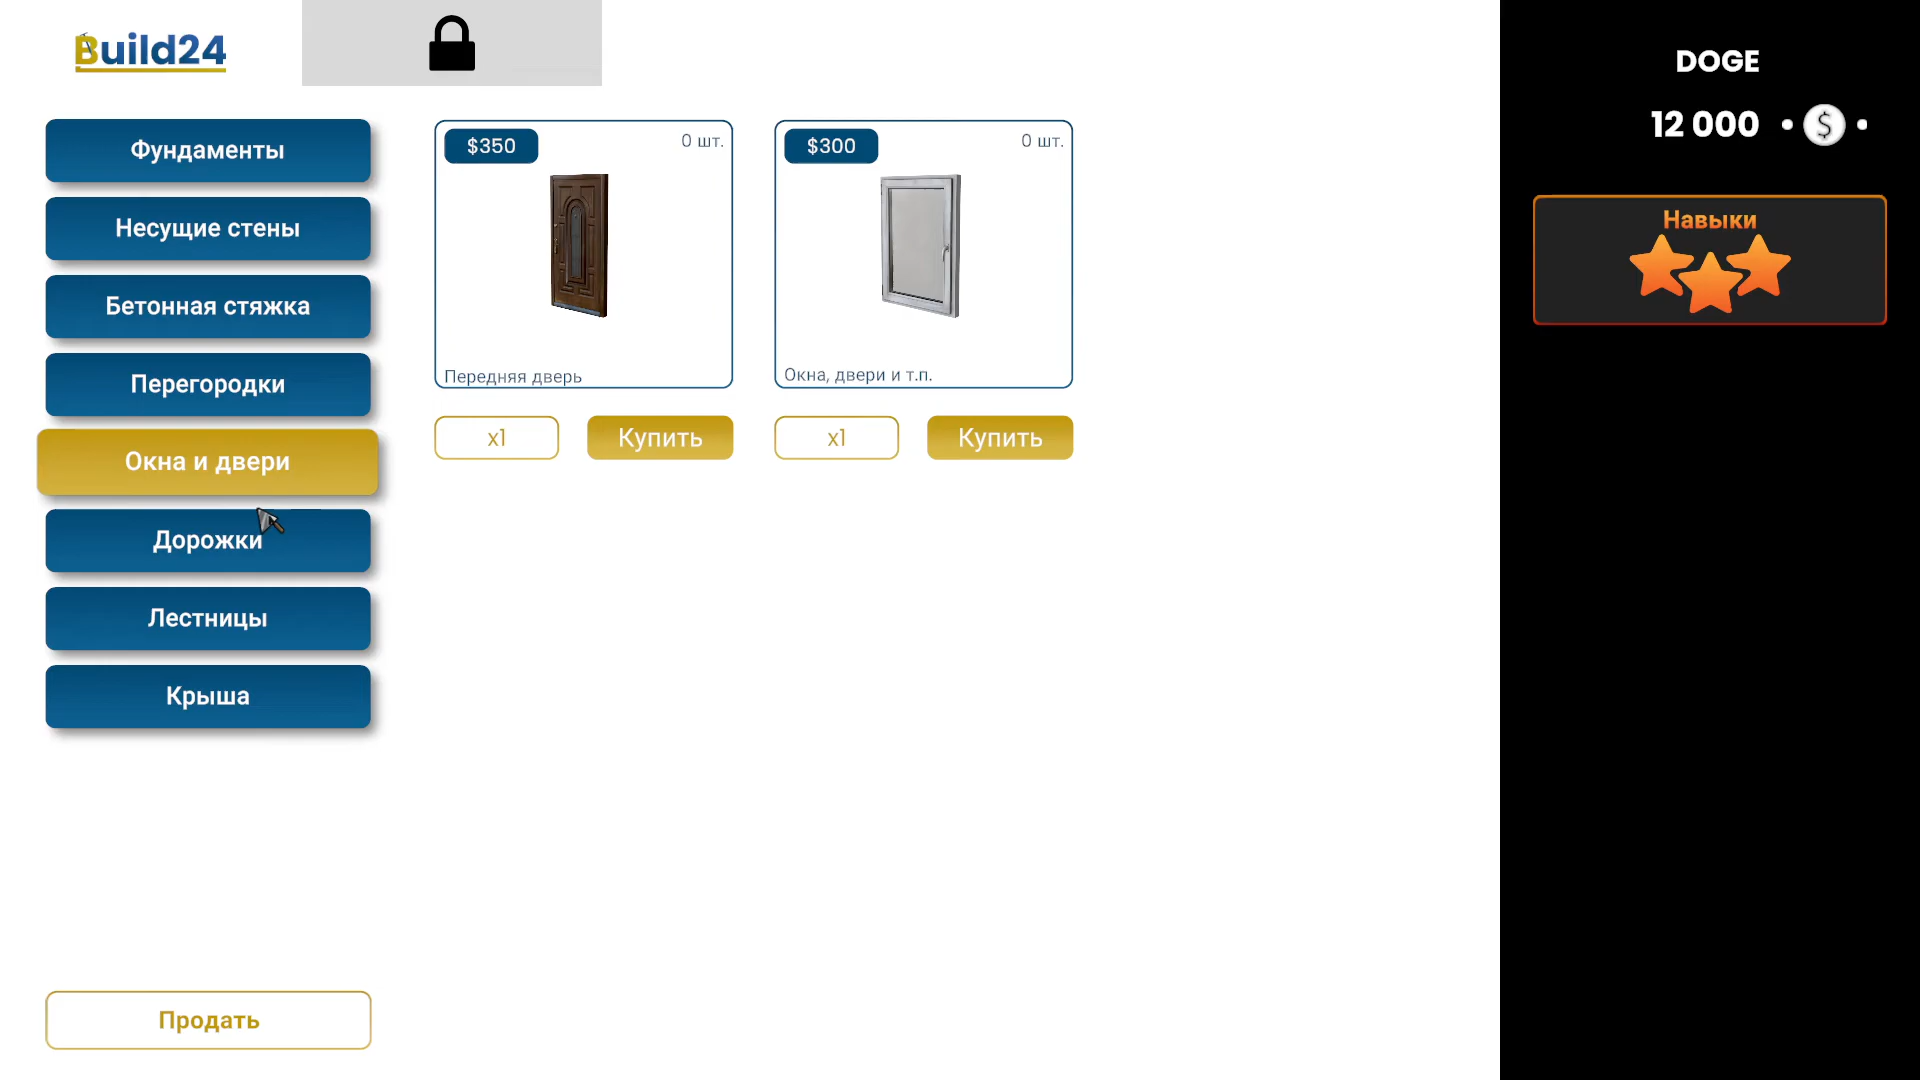 Build24
DOGE
12 000
$
Навыки
Фундаменты
Несущие стены
Бетонная стяжка
Перегородки
Окна и двери
Дорожки
Лестницы
Крыша
Продать
$350
0 шт.
Передняя дверь
x1
Купить
$300
0 шт.
Окна, двери и т.п.
x1
Купить